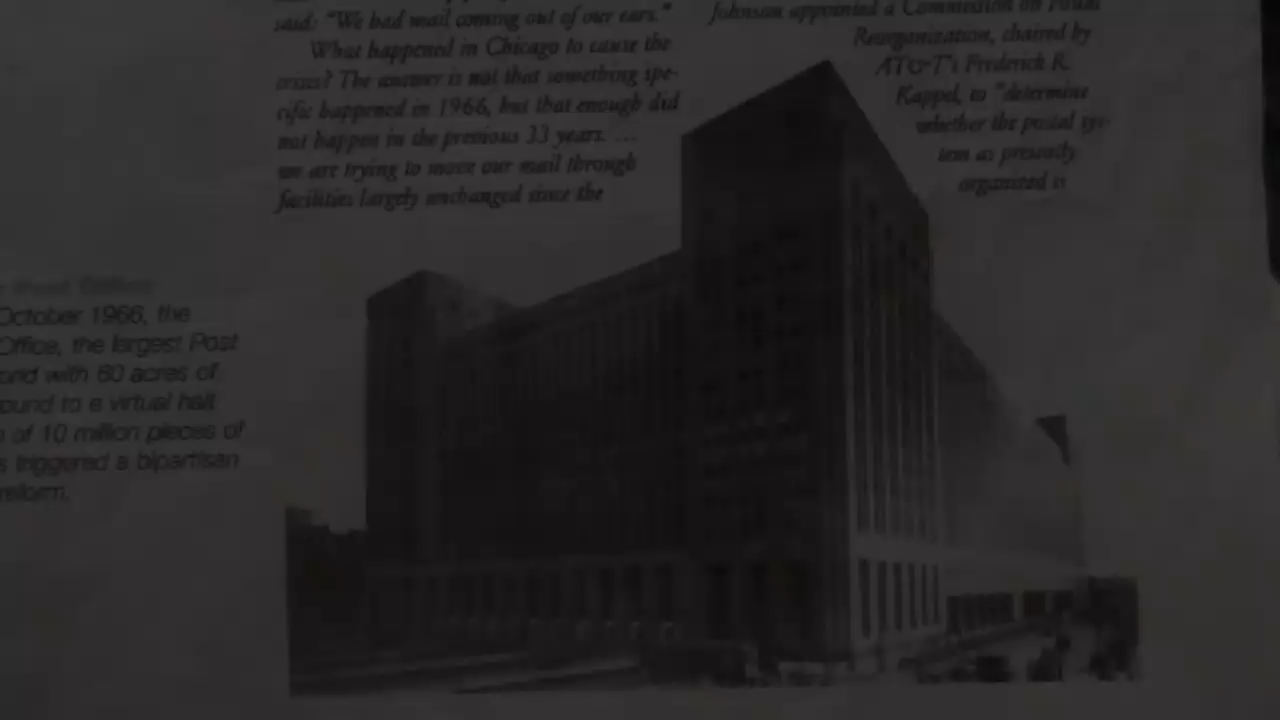 said: "We had mail coming out of our ears."
What happened in Chicago to cause the
crisis? The answer is not that something spe-
cific happened in 1966, but that enough did
not happen in the previous 33 years. ...
we are trying to move our mail through
facilities largely unchanged since the
Johnson appointed a Commission on Postal
Reorganization, chaired by
AT&T's Frederick R.
Kappel, to "determine
whether the postal sys-
tem as presently
organized is
October 1966, the
Office, the largest Post
with 60 acres of
to a virtual halt
of 10 million pieces of
triggered a bipartisan
reform.